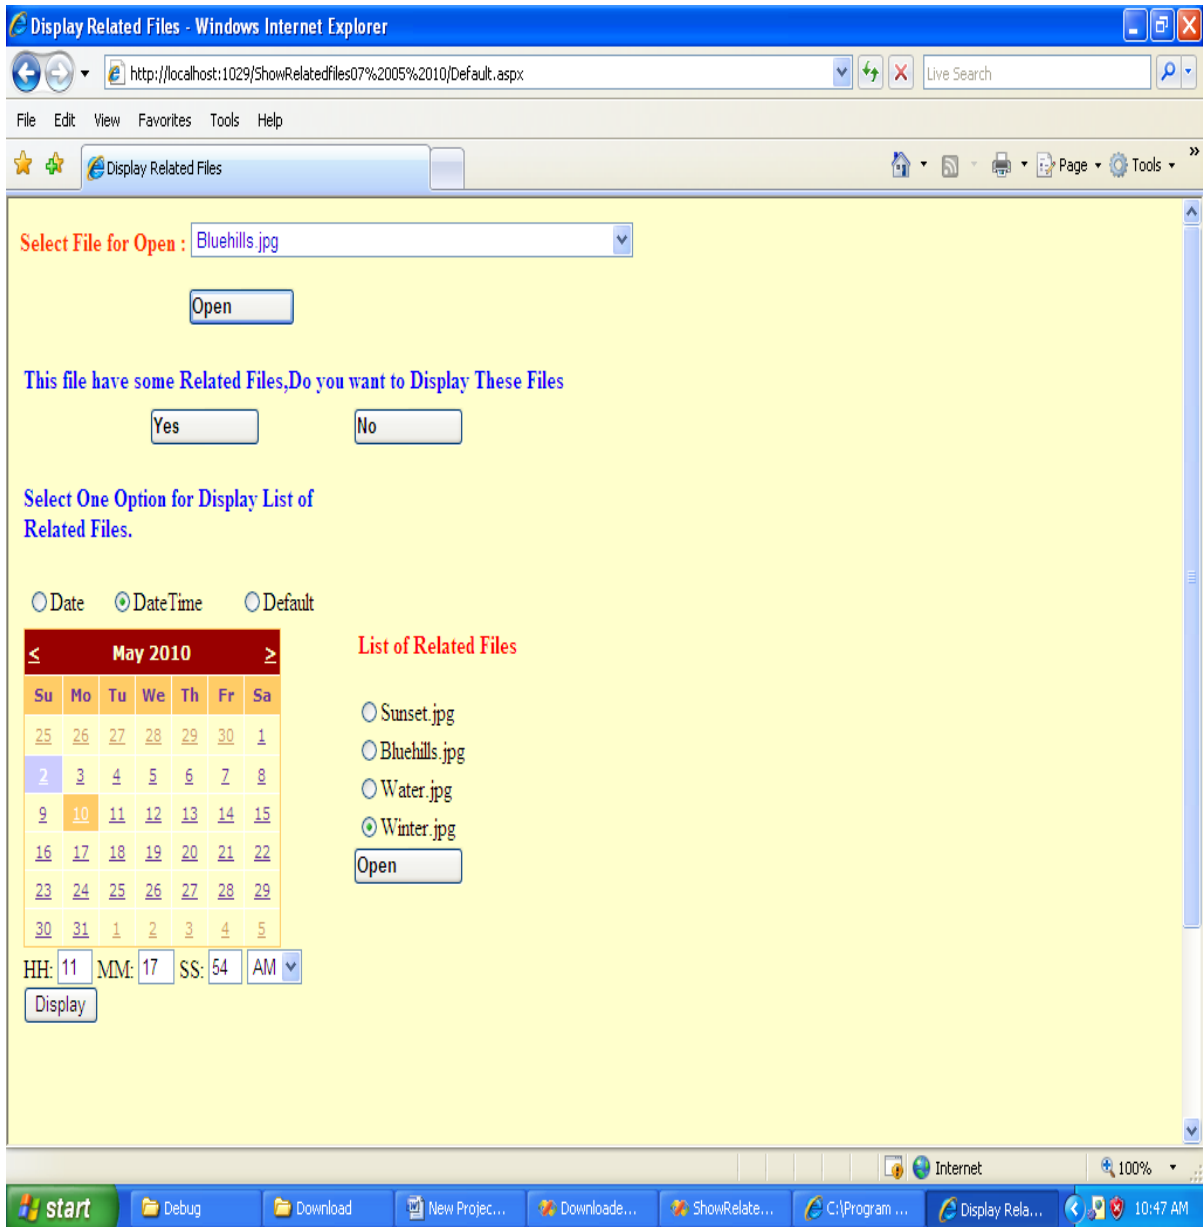 Display Related Files - Windows Internet Explorer
http://localhost:1029/ShowRelatedfiles07%2005%2010/Default.aspx
Live Search
File Edit View Favorites Tools Help
Display Related Files
Page Tools »
Select File for Open : Bluehills.jpg
Open
This file have some Related Files,Do you want to Display These Files
Yes No
Select One Option for Display List of
Related Files.
Date DateTime Default
< May 2010 >
Su Mo Tu We Th Fr Sa
25 26 27 28 29 30 1
2 3 4 5 6 7 8
9 10 11 12 13 14 15
16 17 18 19 20 21 22
23 24 25 26 27 28 29
30 31 1 2 3 4 5
HH: 11 MM: 17 SS: 54 AM
Display
List of Related Files
Sunset.jpg
Bluehills.jpg
Water.jpg
Winter.jpg
Open
Internet 100%
start Debug Download New Projec... Downloade... ShowRelate... C:\Program ... Display Rela... 10:47 AM